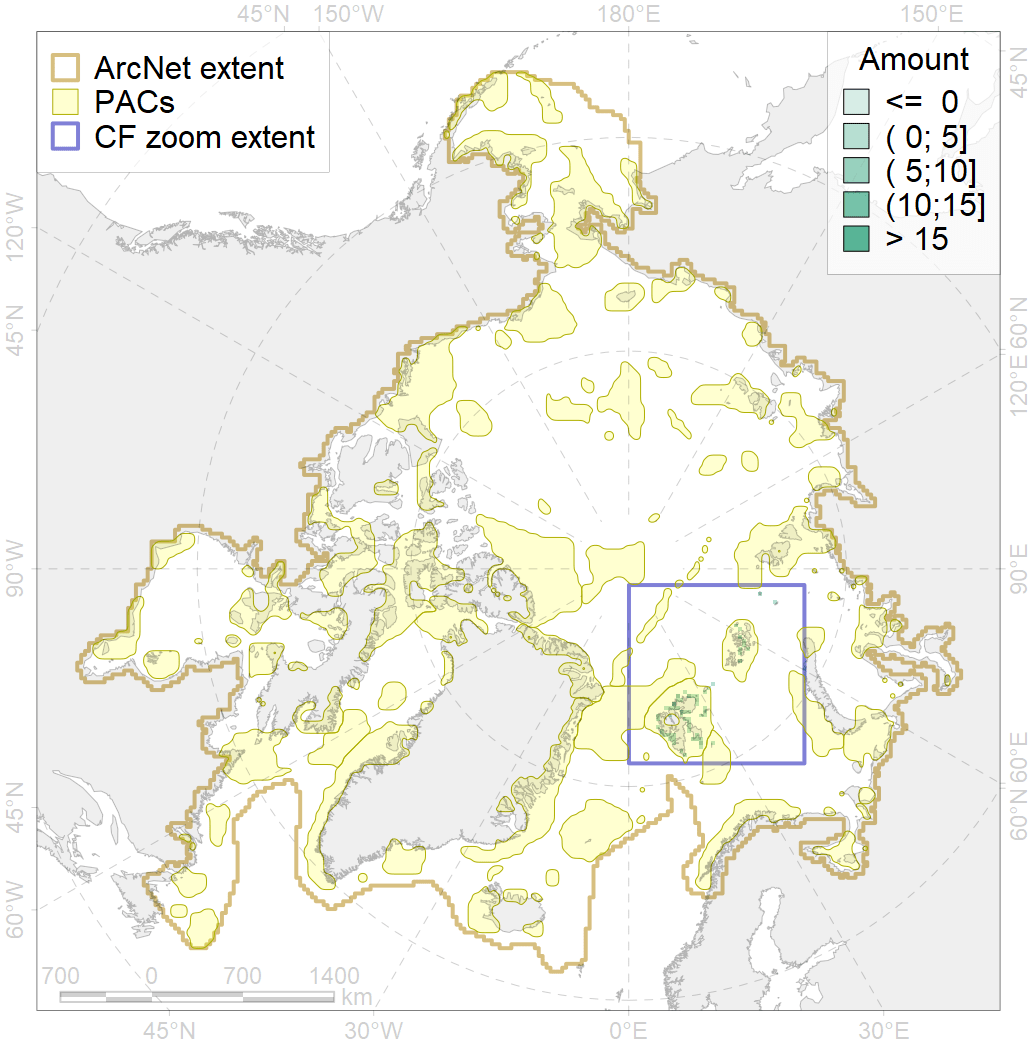 45°N 150°W 180°E 150°E
ArcNet extent
PACs
CF zoom extent
Amount
<= 0
( 0; 5]
( 5;10]
(10;15]
> 15
45°N
120°W
60°N
45°N
120°E
90°W
90°E
45°N
60°E
60°N
60°W
700 0 700 1400
km
45°N 30°W 0°E 30°E